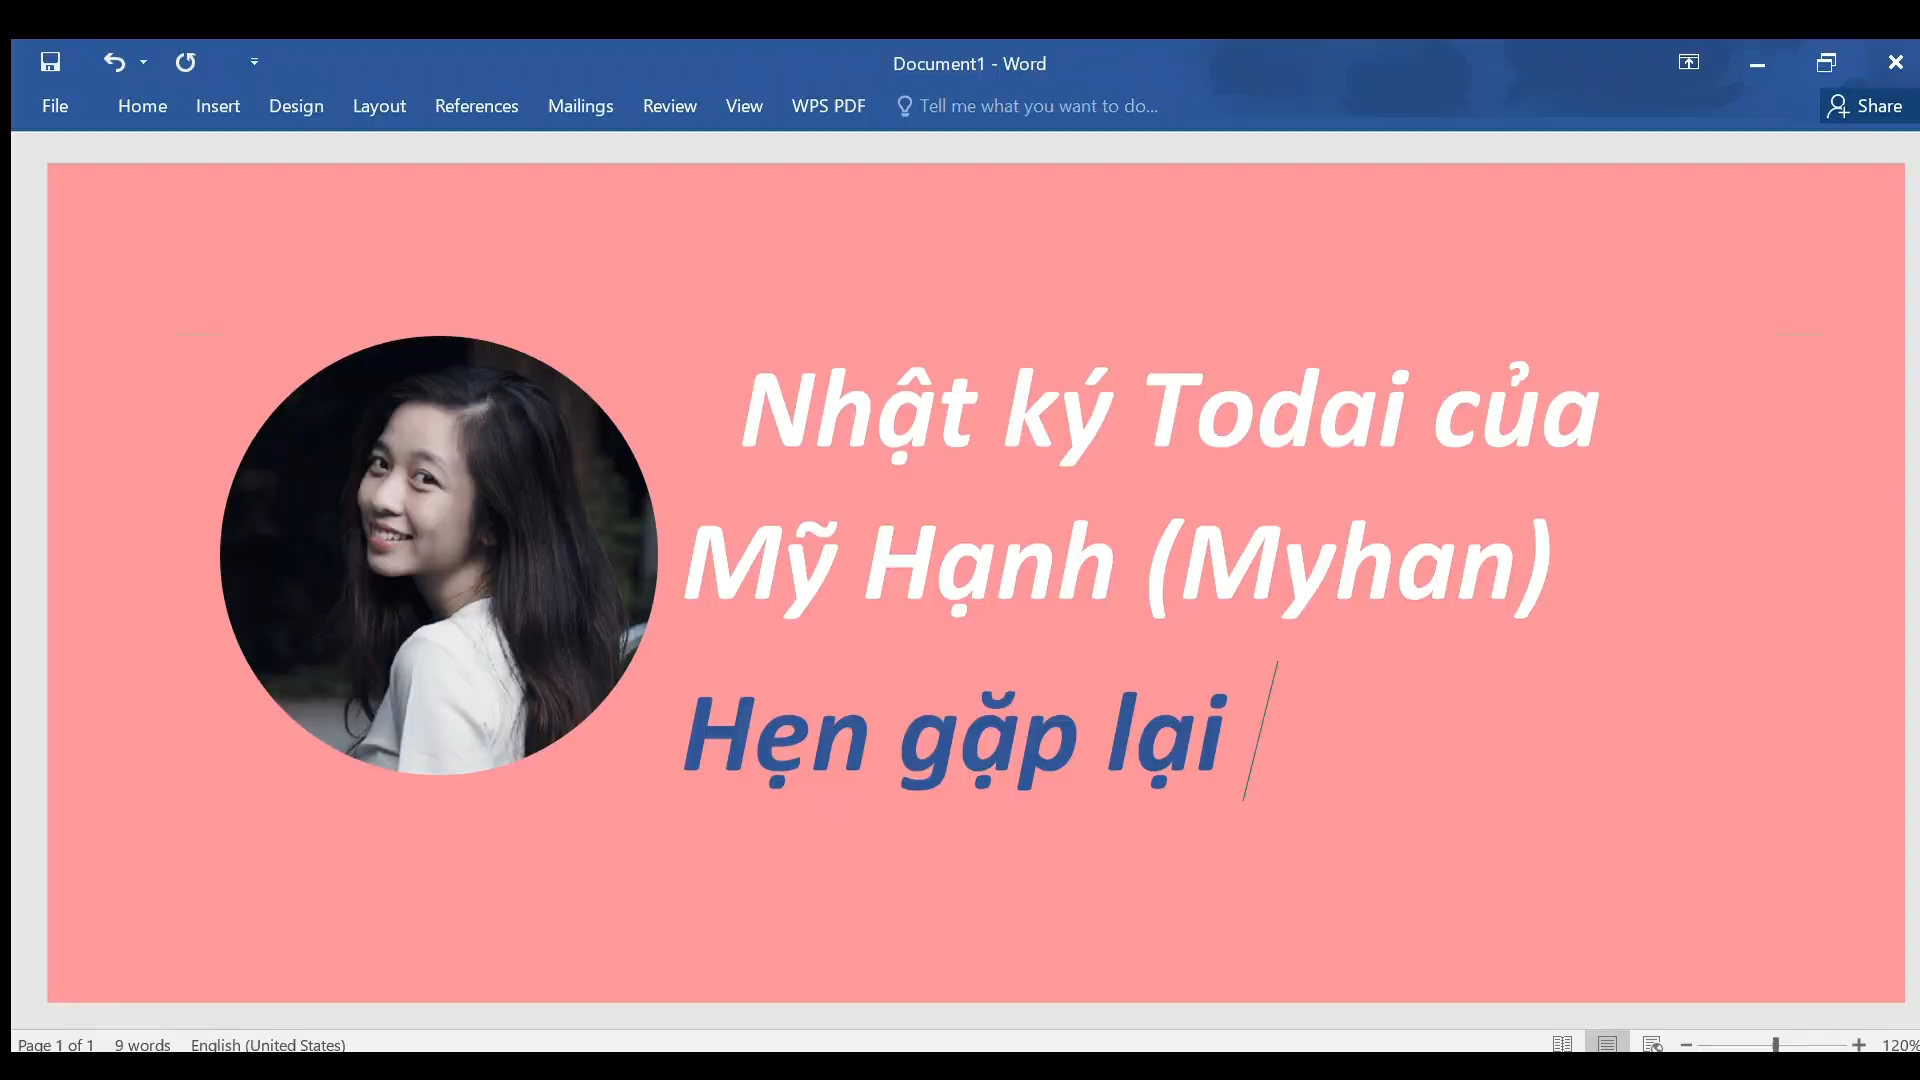 Document1 - Word
File Home Insert Design Layout References Mailings Review View WPS PDF Tell me what you want to do... Share
Nhật ký Todai của
Mỹ Hạnh (Myhan)
Hẹn gặp lại
Page 1 of 1 9 words English (United States) 120%